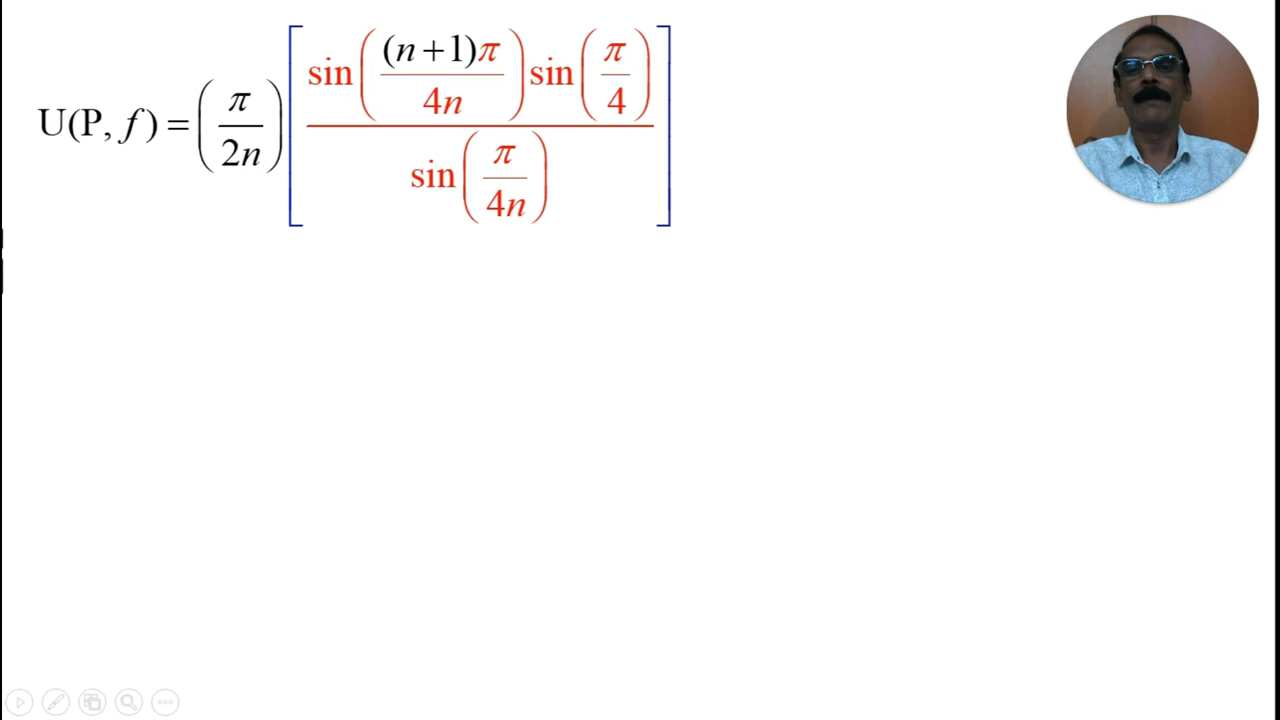 U(P, f) = (π/2n) [ sin((n+1)π/4n) sin(π/4) / sin(π/4n) ]